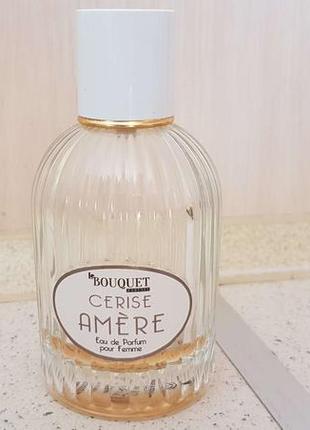 le BOUQUET
CERISE
AMÈRE
Eau de Parfum
pour Femme